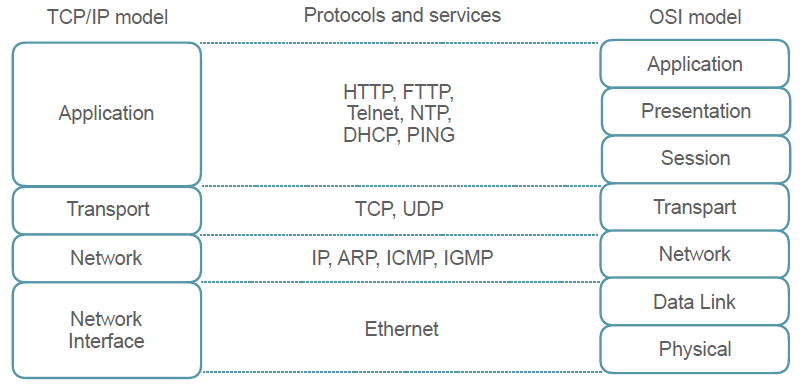 TCP/IP model
Protocols and services
OSI model
Application
HTTP, FTTP,
Telnet, NTP,
DHCP, PING
Application
Presentation
Session
Transport
TCP, UDP
Transpart
Network
IP, ARP, ICMP, IGMP
Network
Network
Interface
Ethernet
Data Link
Physical